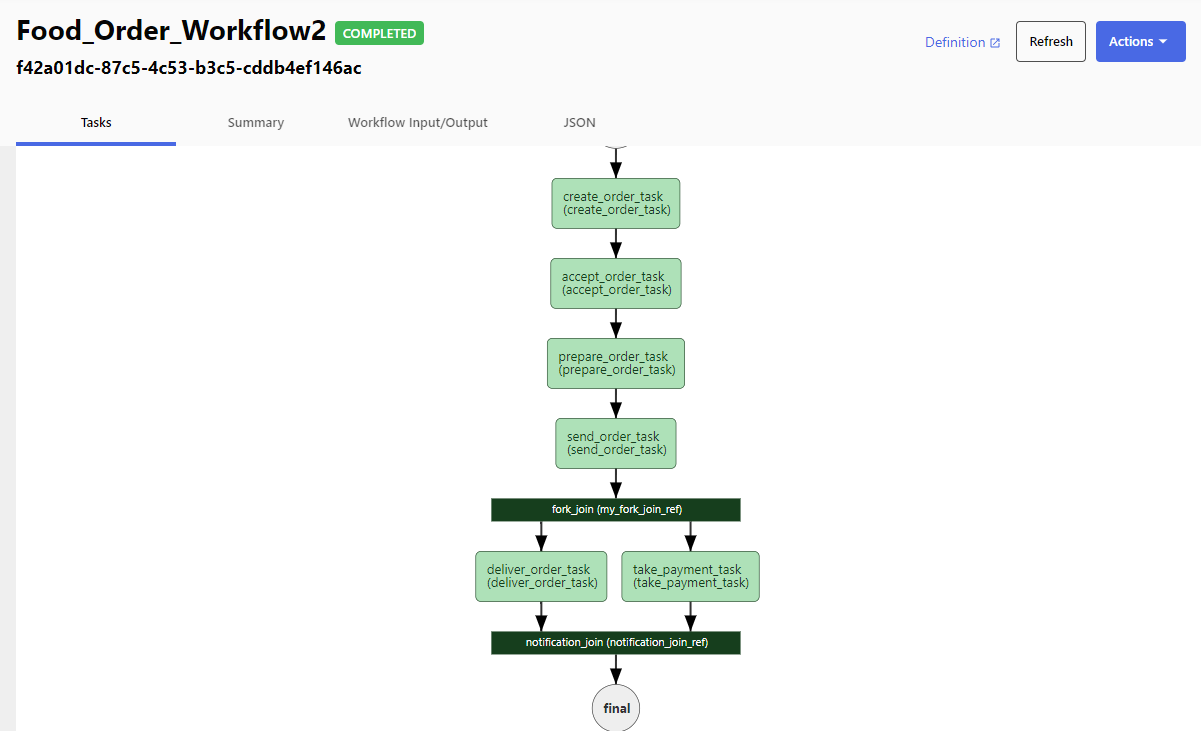 Food_Order_Workflow2 COMPLETED
f42a01dc-87c5-4c53-b3c5-cddb4ef146ac
Definition
Refresh
Actions
Tasks
Summary
Workflow Input/Output
JSON
create_order_task
(create_order_task)
accept_order_task
(accept_order_task)
prepare_order_task
(prepare_order_task)
send_order_task
(send_order_task)
fork_join (my_fork_join_ref)
deliver_order_task
(deliver_order_task)
take_payment_task
(take_payment_task)
notification_join (notification_join_ref)
final